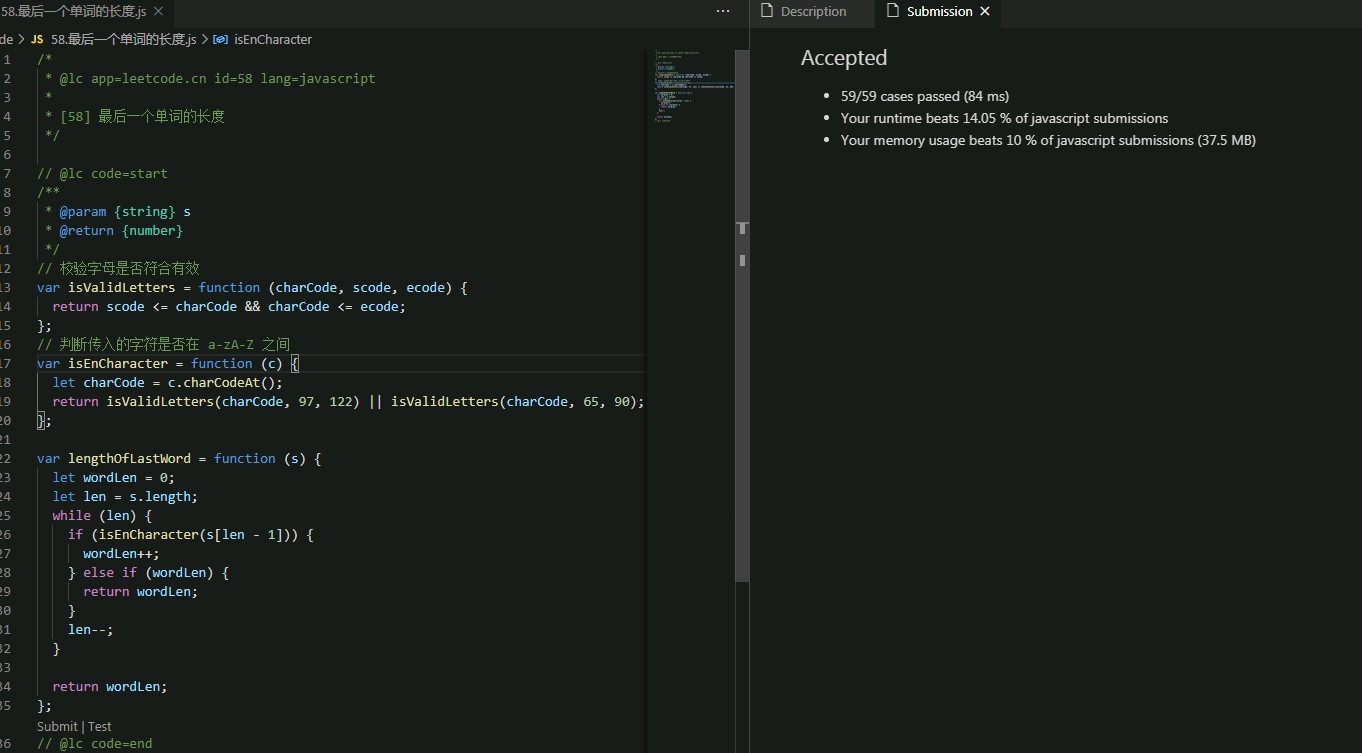 58.最后一个单词的长度.js ×
de > JS 58.最后一个单词的长度.js > isEnCharacter
1 /*
2 * @lc app=leetcode.cn id=58 lang=javascript
3 *
4 * [58] 最后一个单词的长度
5 */
6
7 // @lc code=start
8 /**
9 * @param {string} s
10 * @return {number}
11 */
12 // 校验字母是否符合有效
13 var isValidLetters = function (charCode, scode, ecode) {
14 return scode <= charCode && charCode <= ecode;
15 };
16 // 判断传入的字符是否在 a-zA-Z 之间
17 var isEnCharacter = function (c) {
18 let charCode = c.charCodeAt();
19 return isValidLetters(charCode, 97, 122) || isValidLetters(charCode, 65, 90);
20 };
21
22 var lengthOfLastWord = function (s) {
23 let wordLen = 0;
24 let len = s.length;
25 while (len) {
26 if (isEnCharacter(s[len - 1])) {
27 wordLen++;
28 } else if (wordLen) {
29 return wordLen;
30 }
31 len--;
32 }
33
34 return wordLen;
35 };
Submit | Test
36 // @lc code=end
Description
Submission ×
Accepted
• 59/59 cases passed (84 ms)
• Your runtime beats 14.05 % of javascript submissions
• Your memory usage beats 10 % of javascript submissions (37.5 MB)